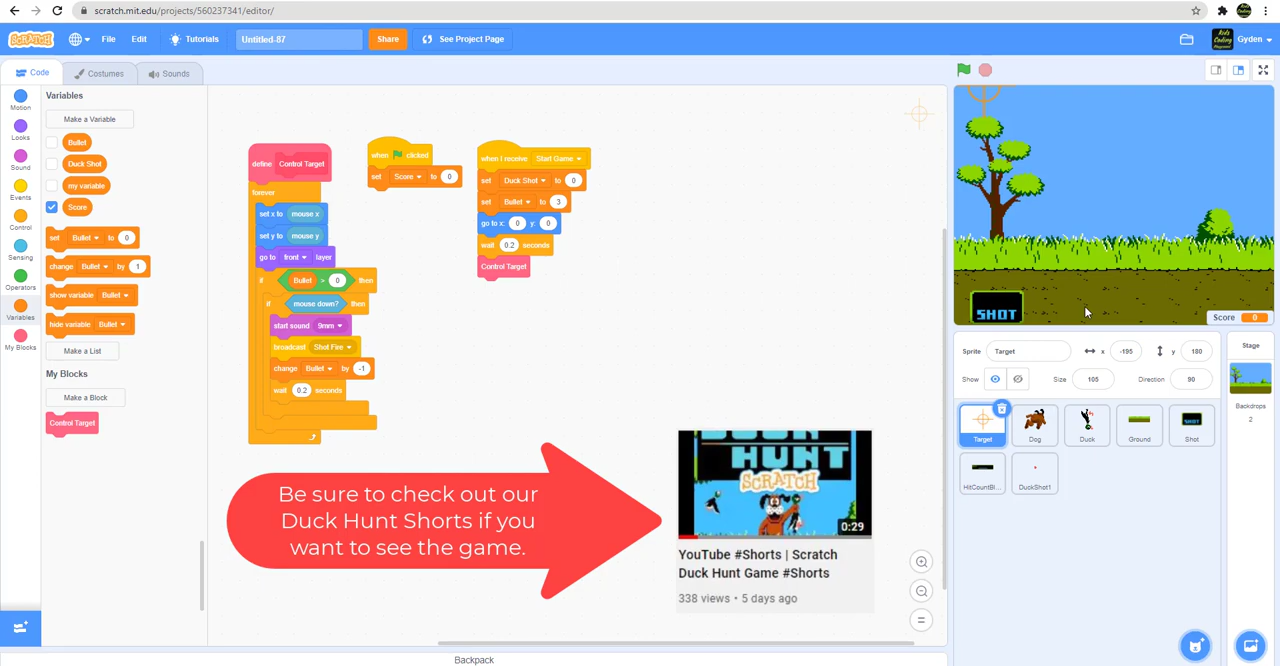 scratch.mit.edu/projects/560237341/editor/
SCRATCH
File
Edit
Tutorials
Untitled-87
Share
See Project Page
Gyden
Code
Costumes
Sounds
Motion
Looks
Sound
Events
Control
Sensing
Operators
Variables
My Blocks
Variables
Make a Variable
Bullet
Duck Shot
my variable
Score
set Bullet to 0
change Bullet by 1
show variable Bullet
hide variable Bullet
Make a List
My Blocks
Make a Block
Control Target
define Control Target
forever
set x to mouse x
set y to mouse y
go to front layer
if Bullet > 0 then
if mouse down? then
start sound 9mm
broadcast Shot Fire
change Bullet by -1
wait 0.2 seconds
when clicked
set Score to 0
when I receive Start Game
set Duck Shot to 0
set Bullet to 3
go to x: 0 y: 0
wait 0.2 seconds
Control Target
Be sure to check out our
Duck Hunt Shorts if you
want to see the game.
HUNT
SCRATCH
0:29
YouTube #Shorts | Scratch
Duck Hunt Game #Shorts
338 views • 5 days ago
SHOT
Score 0
Sprite Target x -195 y 180
Show Size 105 Direction 90
Target
Dog
Duck
Ground
SHOT
Shot
HitCountBl...
DuckShot1
Stage
Backdrops
2
Backpack